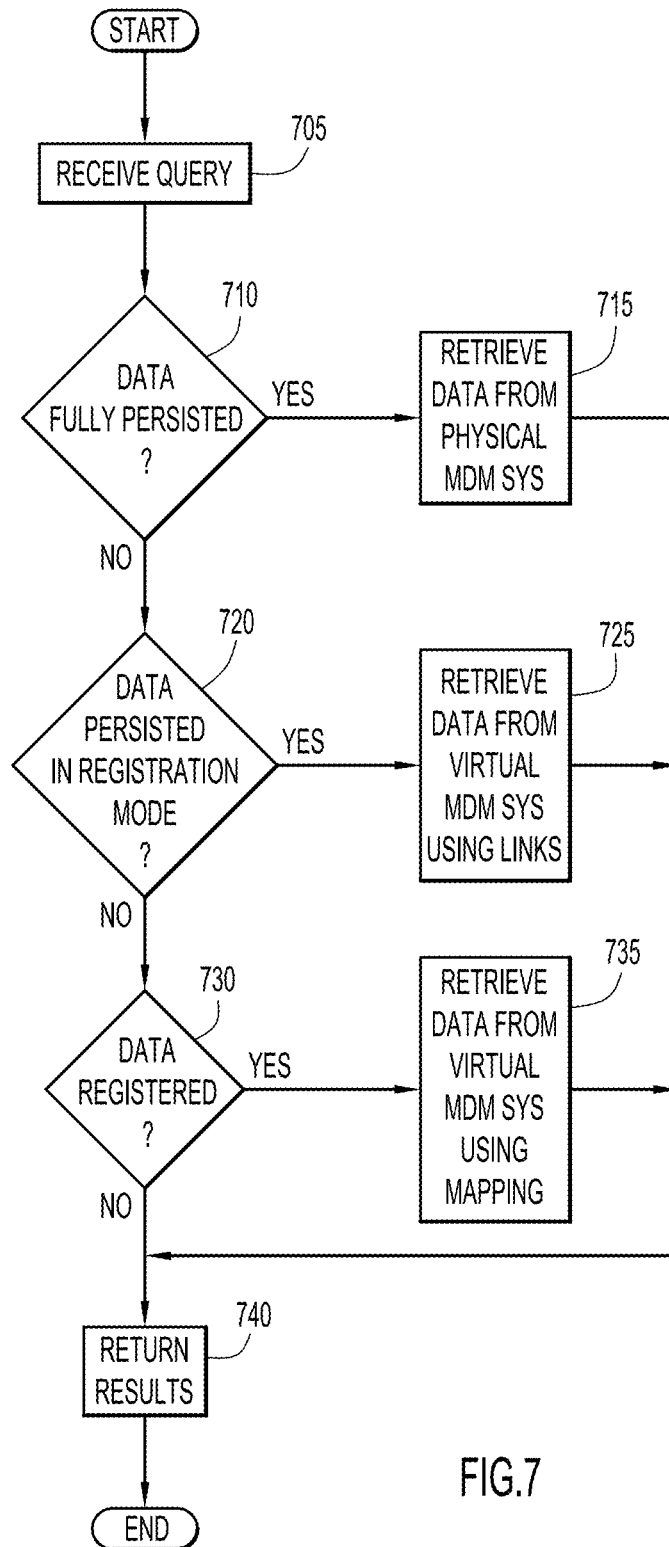 START
705
RECEIVE QUERY
710
DATA
FULLY PERSISTED
?
YES
NO
715
RETRIEVE
DATA FROM
PHYSICAL
MDM SYS
720
DATA
PERSISTED
IN REGISTRATION
MODE
?
YES
NO
725
RETRIEVE
DATA FROM
VIRTUAL
MDM SYS
USING LINKS
730
DATA
REGISTERED
?
YES
NO
735
RETRIEVE
DATA FROM
VIRTUAL
MDM SYS
USING
MAPPING
740
RETURN
RESULTS
END
FIG.7